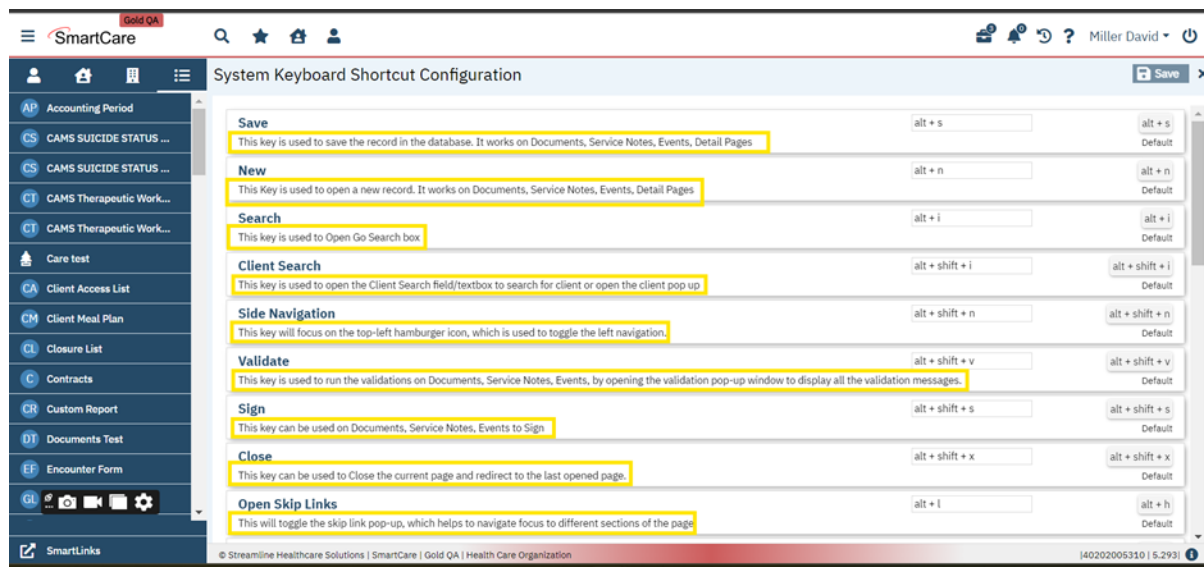 Gold QA
SmartCare
Miller David
System Keyboard Shortcut Configuration
Save
AP Accounting Period
CS CAMS SUICIDE STATUS ...
CS CAMS SUICIDE STATUS ...
CT CAMS Therapeutic Work...
CT CAMS Therapeutic Work...
Care test
CA Client Access List
CM Client Meal Plan
CL Closure List
C Contracts
CR Custom Report
DT Documents Test
EF Encounter Form
GL
SmartLinks
Save alt + s alt + s
This key is used to save the record in the database. It works on Documents, Service Notes, Events, Detail Pages Default
New alt + n alt + n
This Key is used to open a new record. It works on Documents, Service Notes, Events, Detail Pages Default
Search alt + i alt + i
This key is used to Open Go Search box Default
Client Search alt + shift + i alt + shift + i
This key is used to open the Client Search field/textbox to search for client or open the client pop up Default
Side Navigation alt + shift + n alt + shift + n
This key will focus on the top-left hamburger icon, which is used to toggle the left navigation. Default
Validate alt + shift + v alt + shift + v
This key is used to run the validations on Documents, Service Notes, Events, by opening the validation pop-up window to display all the validation messages. Default
Sign alt + shift + s alt + shift + s
This key can be used on Documents, Service Notes, Events to Sign Default
Close alt + shift + x alt + shift + x
This key can be used to Close the current page and redirect to the last opened page. Default
Open Skip Links alt + l alt + h
This will toggle the skip link pop-up, which helps to navigate focus to different sections of the page Default
© Streamline Healthcare Solutions | SmartCare | Gold QA | Health Care Organization |40202005310 | 5.293|